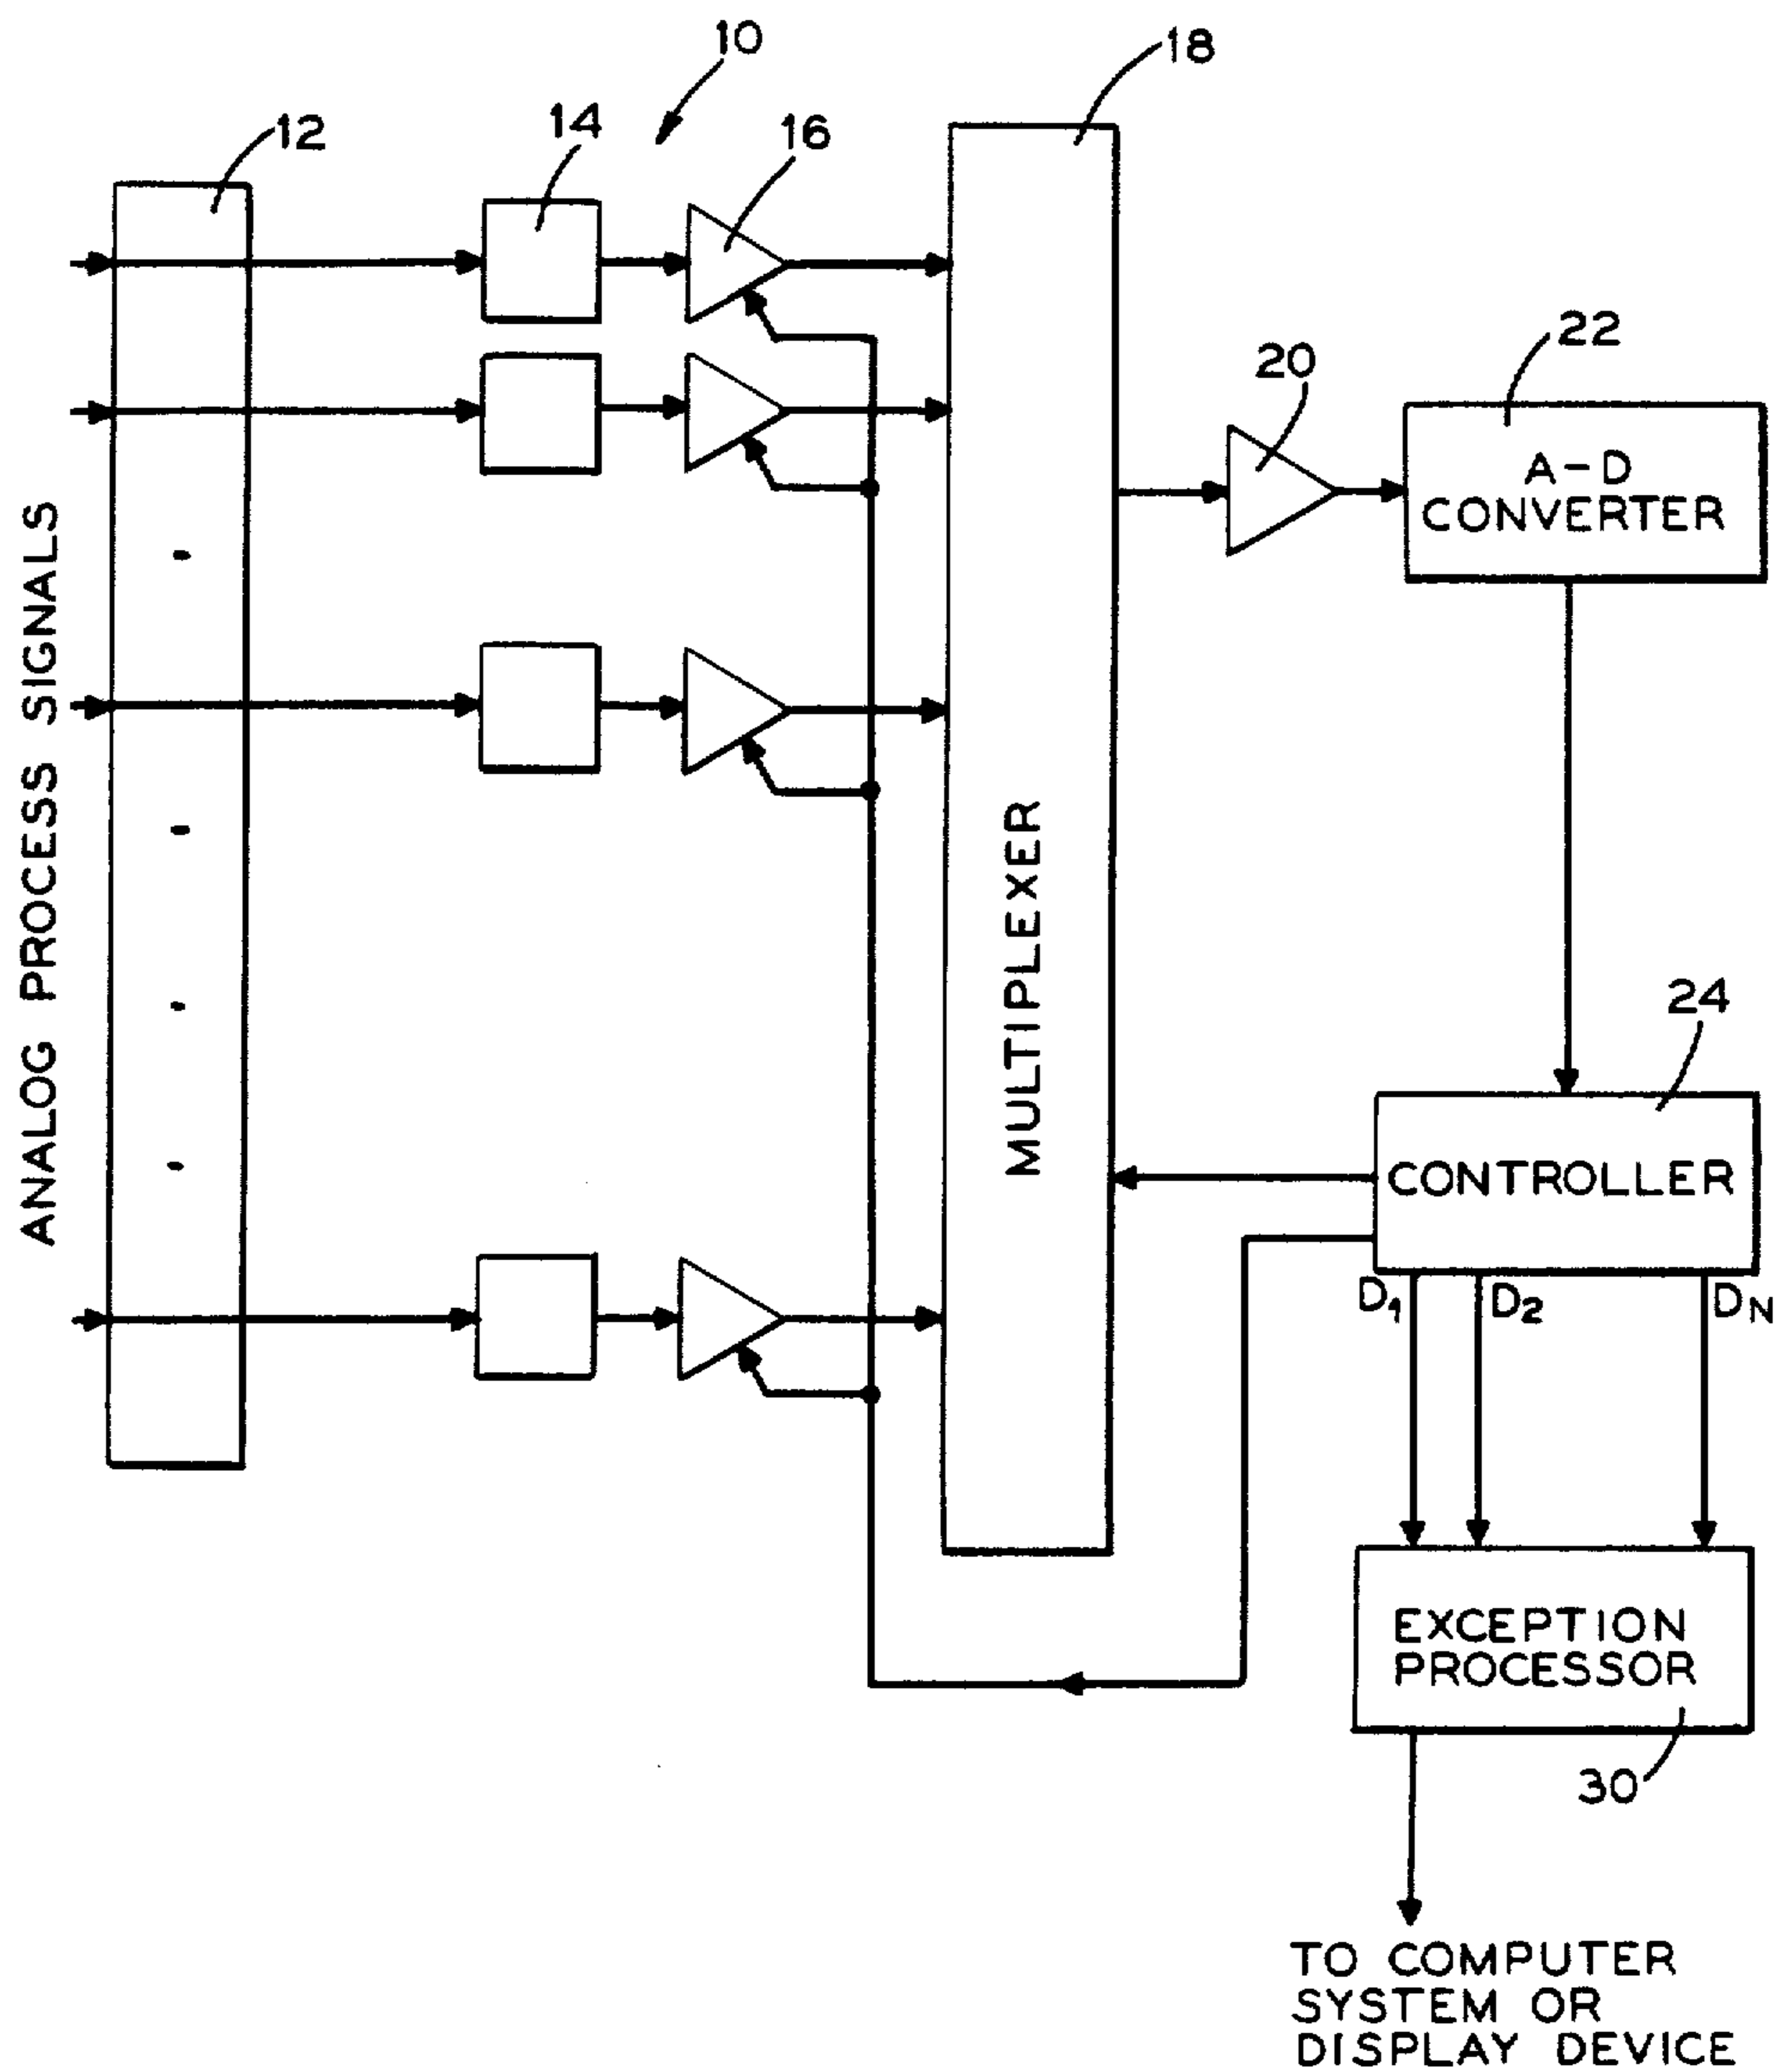 10
18
12
14
16
22
20
A-D
CONVERTER
ANALOG PROCESS SIGNALS
MULTIPLEXER
24
CONTROLLER
D1
D2
DN
EXCEPTION
PROCESSOR
30
TO COMPUTER
SYSTEM OR
DISPLAY DEVICE